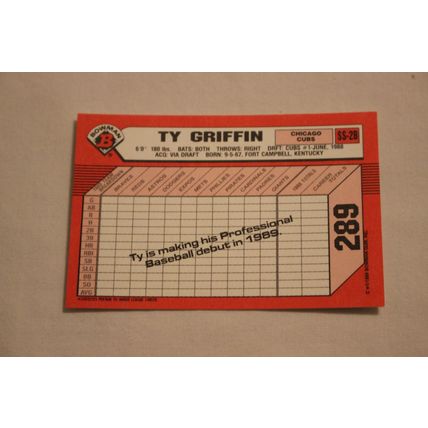 BOWMAN
B
TY GRIFFIN
CHICAGO
CUBS
SS-2B
180 lbs. BATS: BOTH THROWS: RIGHT DRFT: CUBS #1-JUNE, 1988
ACQ: VIA DRAFT BORN: 9-5-67, FORT CAMPBELL, KENTUCKY
BRAVES
REDS
ASTROS
DODGERS
EXPOS
METS
PHILLIES
PIRATES
CARDINALS
PADRES
GIANTS
1988 TOTALS
CAREER TOTALS
G
AB
R
H
2B
3B
HR
RBI
SB
SLG
BB
SO
AVG
Ty is making his Professional
Baseball debut in 1989.
289